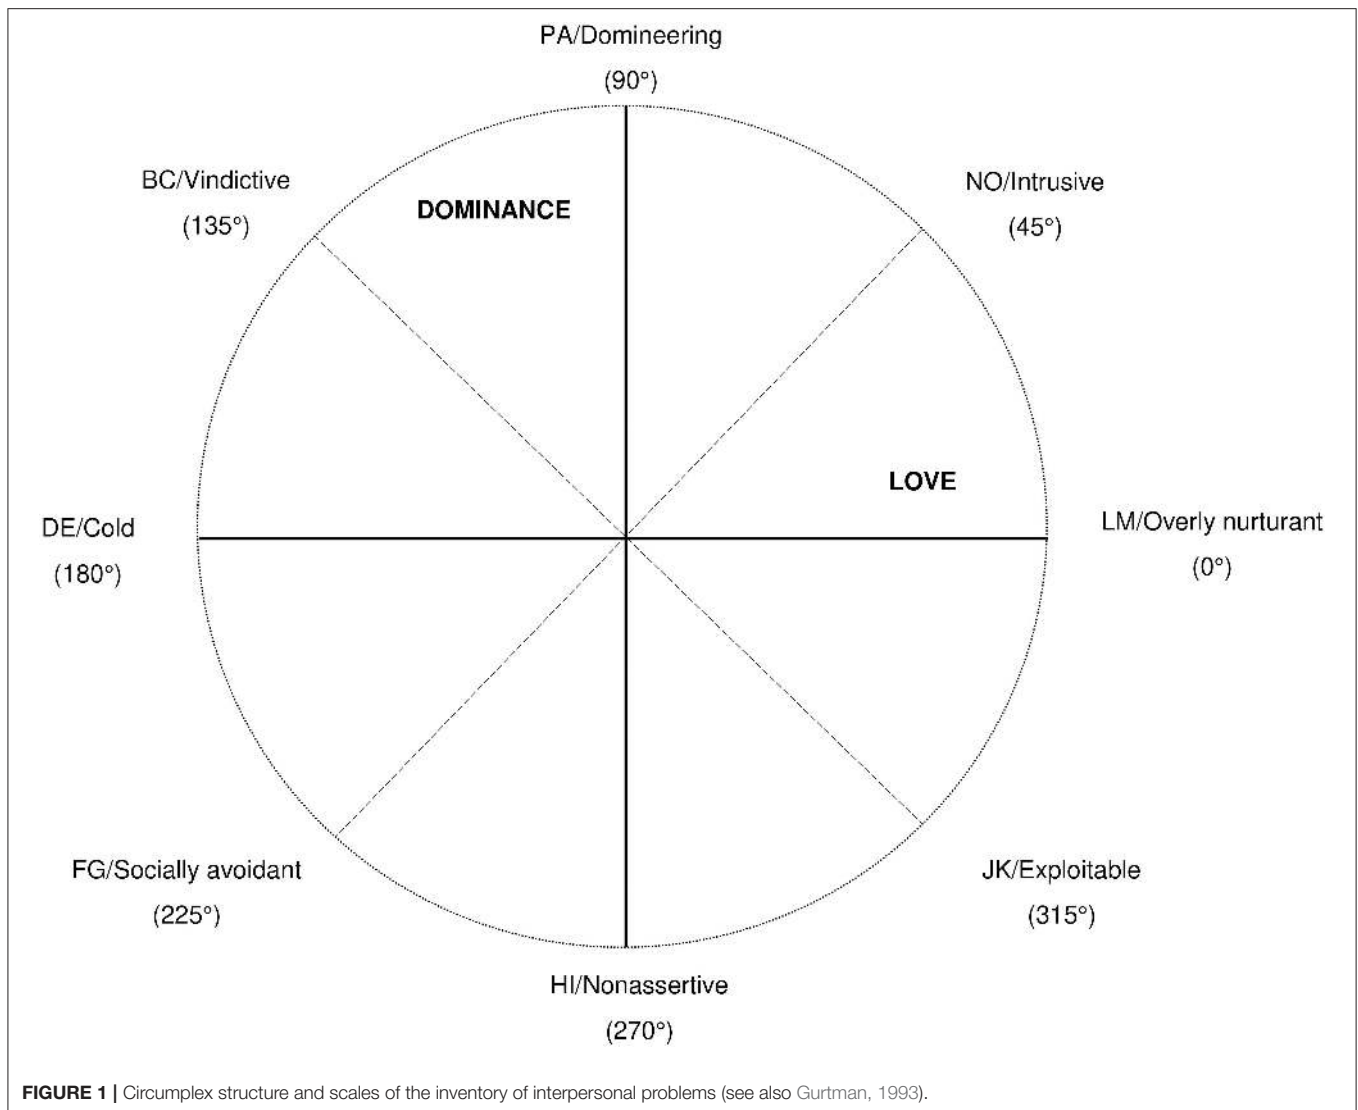 PA/Domineering
(90°)
BC/Vindictive
(135°)
NO/Intrusive
(45°)
DOMINANCE
LOVE
DE/Cold
(180°)
LM/Overly nurturant
(0°)
FG/Socially avoidant
(225°)
JK/Exploitable
(315°)
HI/Nonassertive
(270°)
FIGURE 1 | Circumplex structure and scales of the inventory of interpersonal problems (see also Gurtman, 1993).